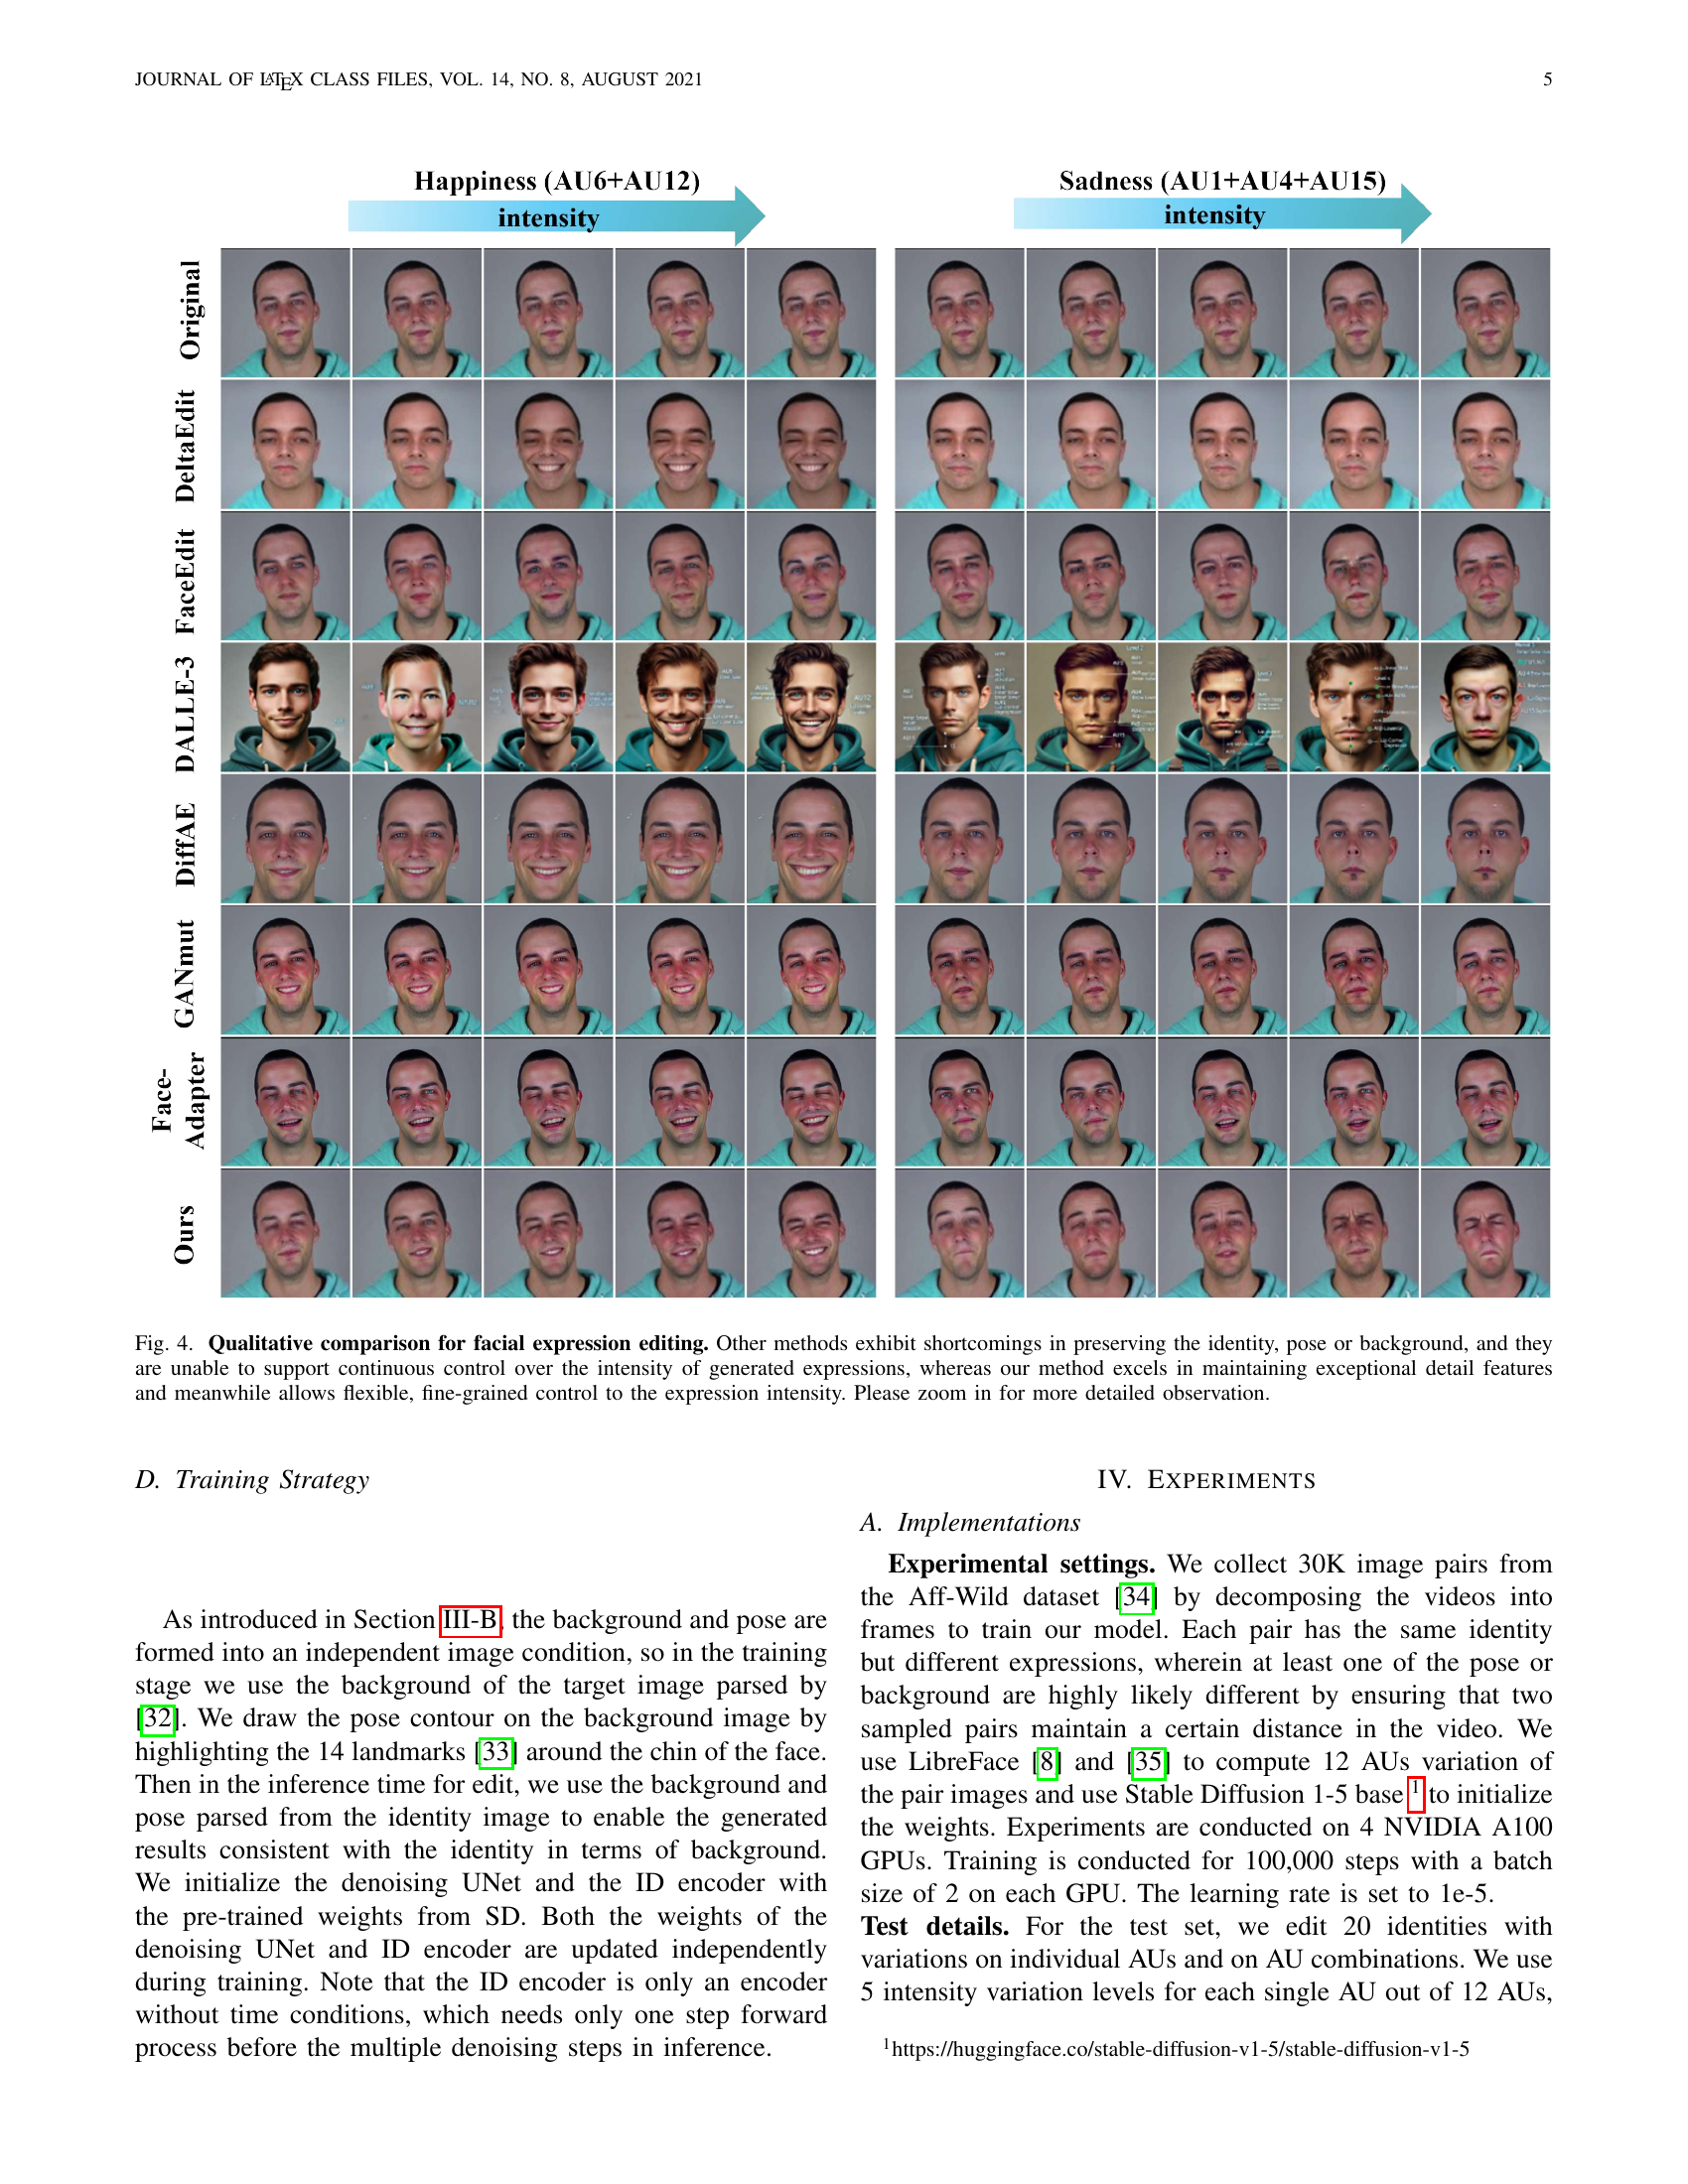 JOURNAL OF LATEX CLASS FILES, VOL. 14, NO. 8, AUGUST 2021
5
Happiness (AU6+AU12)
intensity
Sadness (AU1+AU4+AU15)
intensity
Original
DeltaEdit
FaceEdit
DALLE-3
DiffAE
GANmut
Face-
Adapter
Ours
Fig. 4. Qualitative comparison for facial expression editing. Other methods exhibit shortcomings in preserving the identity, pose or background, and they
are unable to support continuous control over the intensity of generated expressions, whereas our method excels in maintaining exceptional detail features
and meanwhile allows flexible, fine-grained control to the expression intensity. Please zoom in for more detailed observation.
D. Training Strategy
As introduced in Section III-B, the background and pose are
formed into an independent image condition, so in the training
stage we use the background of the target image parsed by
[32]. We draw the pose contour on the background image by
highlighting the 14 landmarks [33] around the chin of the face.
Then in the inference time for edit, we use the background and
pose parsed from the identity image to enable the generated
results consistent with the identity in terms of background.
We initialize the denoising UNet and the ID encoder with
the pre-trained weights from SD. Both the weights of the
denoising UNet and ID encoder are updated independently
during training. Note that the ID encoder is only an encoder
without time conditions, which needs only one step forward
process before the multiple denoising steps in inference.
IV. EXPERIMENTS
A. Implementations
Experimental settings. We collect 30K image pairs from
the Aff-Wild dataset [34] by decomposing the videos into
frames to train our model. Each pair has the same identity
but different expressions, wherein at least one of the pose or
background are highly likely different by ensuring that two
sampled pairs maintain a certain distance in the video. We
use LibreFace [8] and [35] to compute 12 AUs variation of
the pair images and use Stable Diffusion 1-5 base 1 to initialize
the weights. Experiments are conducted on 4 NVIDIA A100
GPUs. Training is conducted for 100,000 steps with a batch
size of 2 on each GPU. The learning rate is set to 1e-5.
Test details. For the test set, we edit 20 identities with
variations on individual AUs and on AU combinations. We use
5 intensity variation levels for each single AU out of 12 AUs,
1https://huggingface.co/stable-diffusion-v1-5/stable-diffusion-v1-5